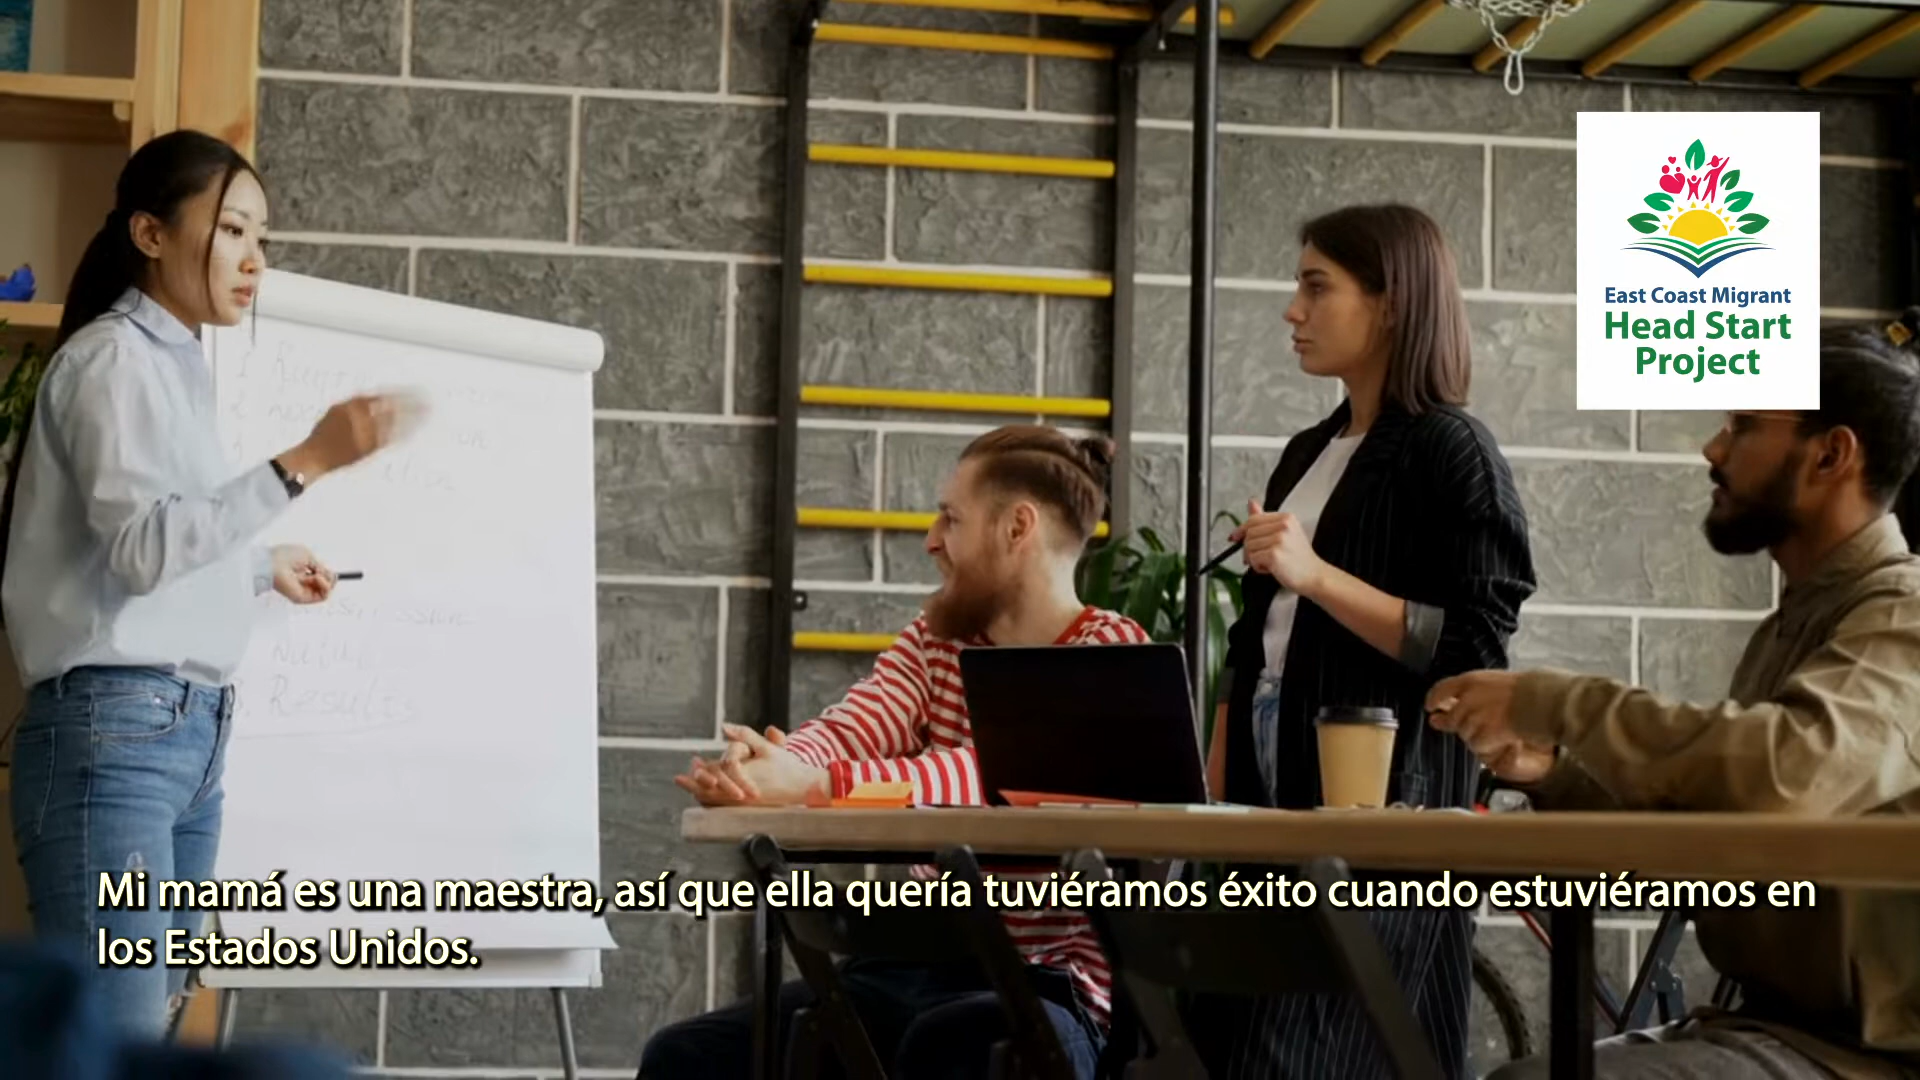 East Coast Migrant
Head Start
Project
Results
Mi mamá es una maestra, así que ella quería tuviéramos éxito cuando estuviéramos en
los Estados Unidos.